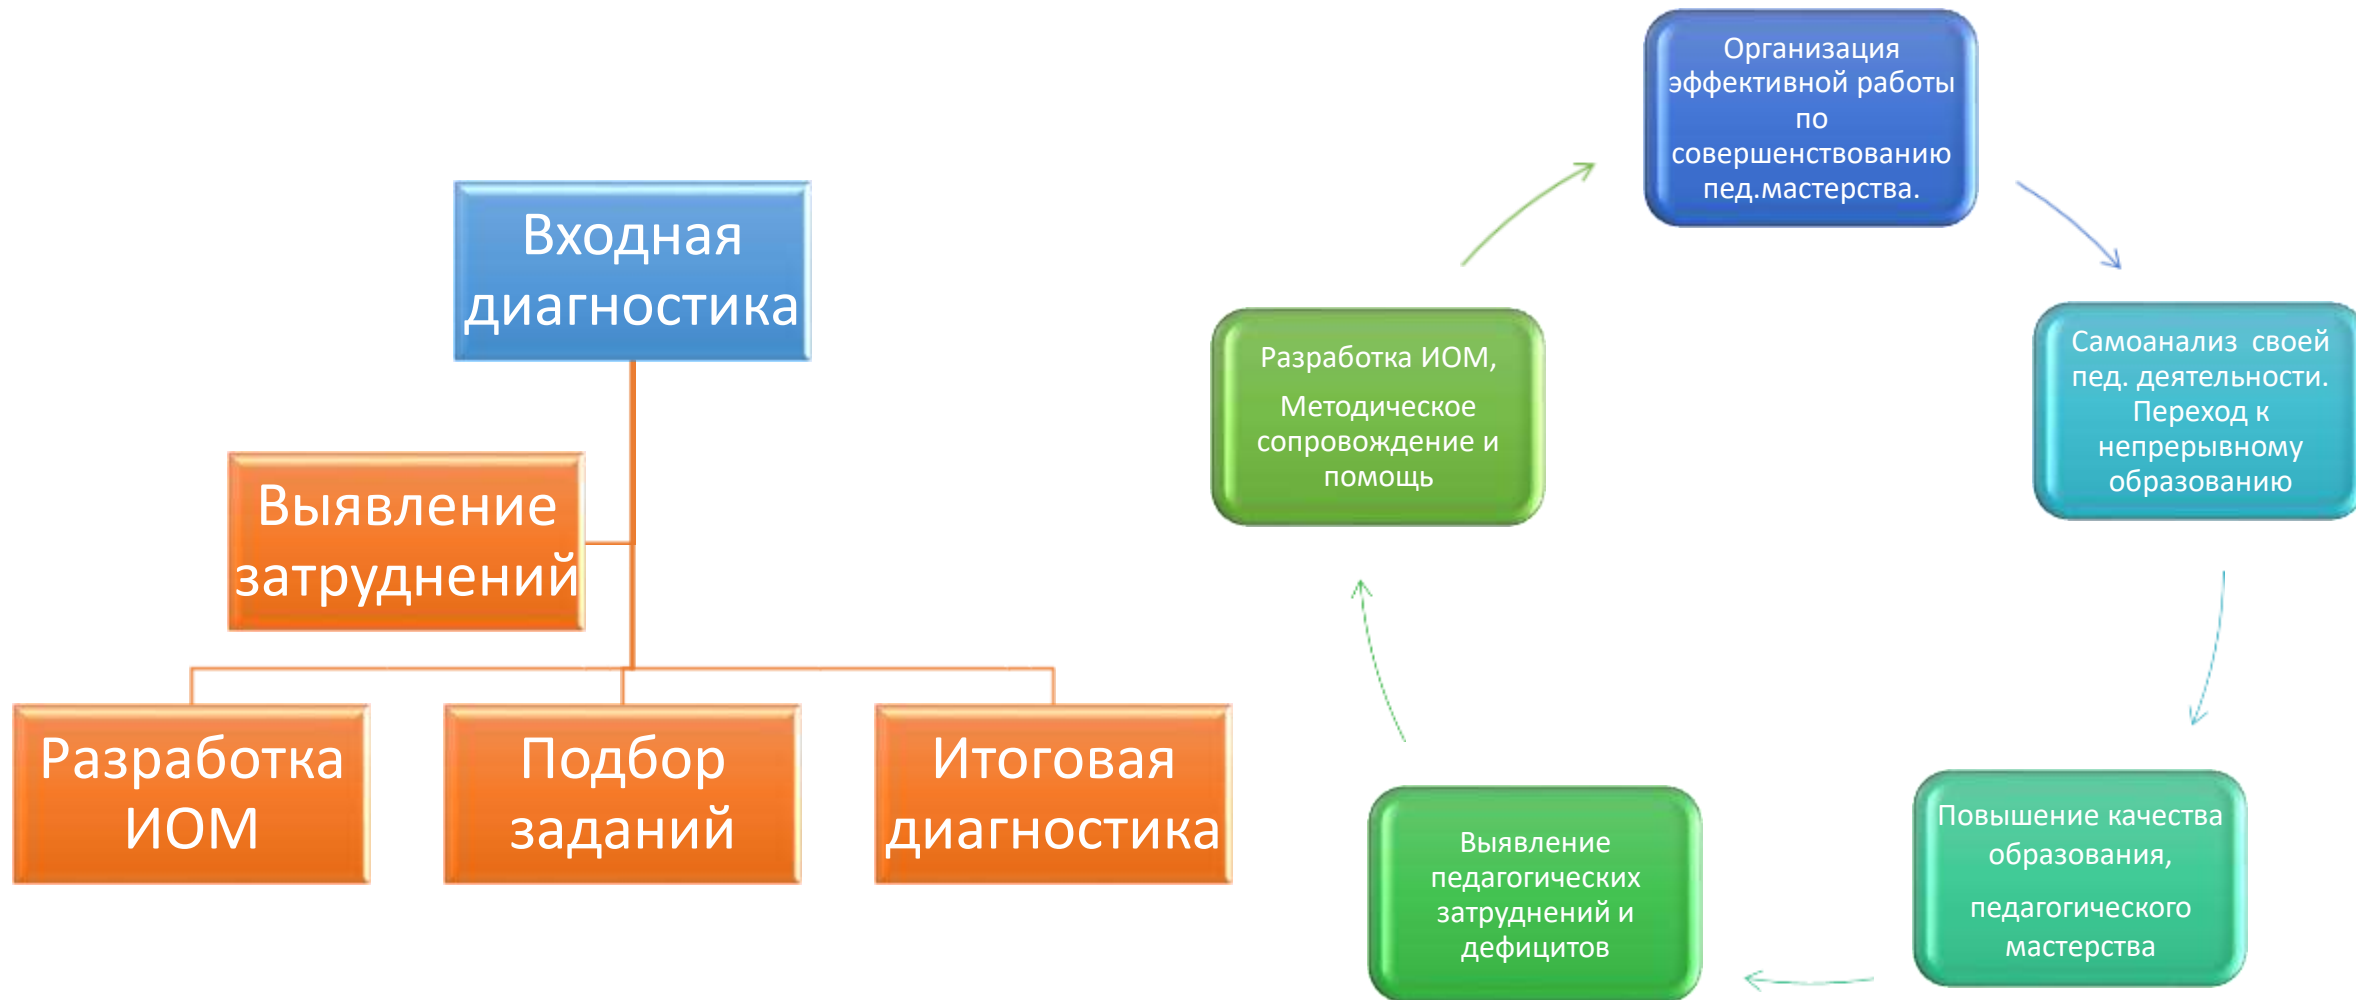 Входная
диагностика
Выявление
затруднений
Разработка
ИОМ
Подбор
заданий
Итоговая
диагностика
Организация
эффективной работы
по
совершенствованию
пед.мастерства.
Самоанализ своей
пед. деятельности.
Переход к
непрерывному
образованию
Повышение качества
образования,
педагогического
мастерства
Выявление
педагогических
затруднений и
дефицитов
Разработка ИОМ,
Методическое
сопровождение и
помощь